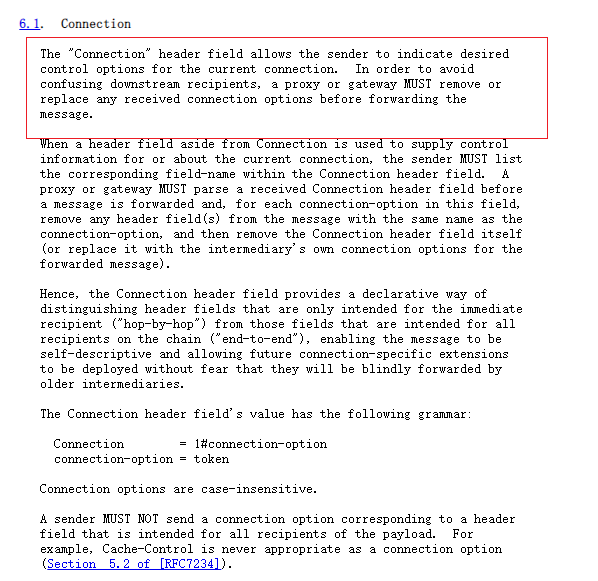 6.1. Connection
The "Connection" header field allows the sender to indicate desired
control options for the current connection. In order to avoid
confusing downstream recipients, a proxy or gateway MUST remove or
replace any received connection options before forwarding the
message.
When a header field aside from Connection is used to supply control
information for or about the current connection, the sender MUST list
the corresponding field-name within the Connection header field. A
proxy or gateway MUST parse a received Connection header field before
a message is forwarded and, for each connection-option in this field,
remove any header field(s) from the message with the same name as the
connection-option, and then remove the Connection header field itself
(or replace it with the intermediary's own connection options for the
forwarded message).
Hence, the Connection header field provides a declarative way of
distinguishing header fields that are only intended for the immediate
recipient ("hop-by-hop") from those fields that are intended for all
recipients on the chain ("end-to-end"), enabling the message to be
self-descriptive and allowing future connection-specific extensions
to be deployed without fear that they will be blindly forwarded by
older intermediaries.
The Connection header field's value has the following grammar:
Connection = 1#connection-option
connection-option = token
Connection options are case-insensitive.
A sender MUST NOT send a connection option corresponding to a header
field that is intended for all recipients of the payload. For
example, Cache-Control is never appropriate as a connection option
(Section 5.2 of [RFC7234]).